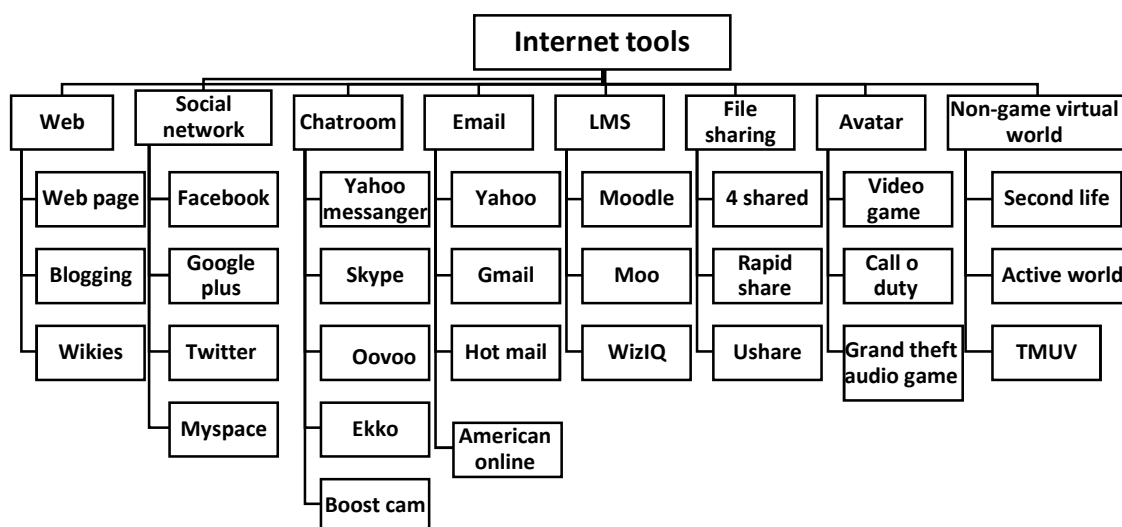 Internet tools
Web
Social
network
Chatroom
Email
LMS
File
sharing
Avatar
Non-game virtual
world
Web page
Blogging
Wikies
Facebook
Google
plus
Twitter
Myspace
Yahoo
messanger
Skype
Oovoo
Ekko
Boost cam
Yahoo
Gmail
Hot mail
American
online
Moodle
Moo
WizIQ
4 shared
Rapid
share
Ushare
Video
game
Call o
duty
Grand theft
audio game
Second life
Active world
TMUV